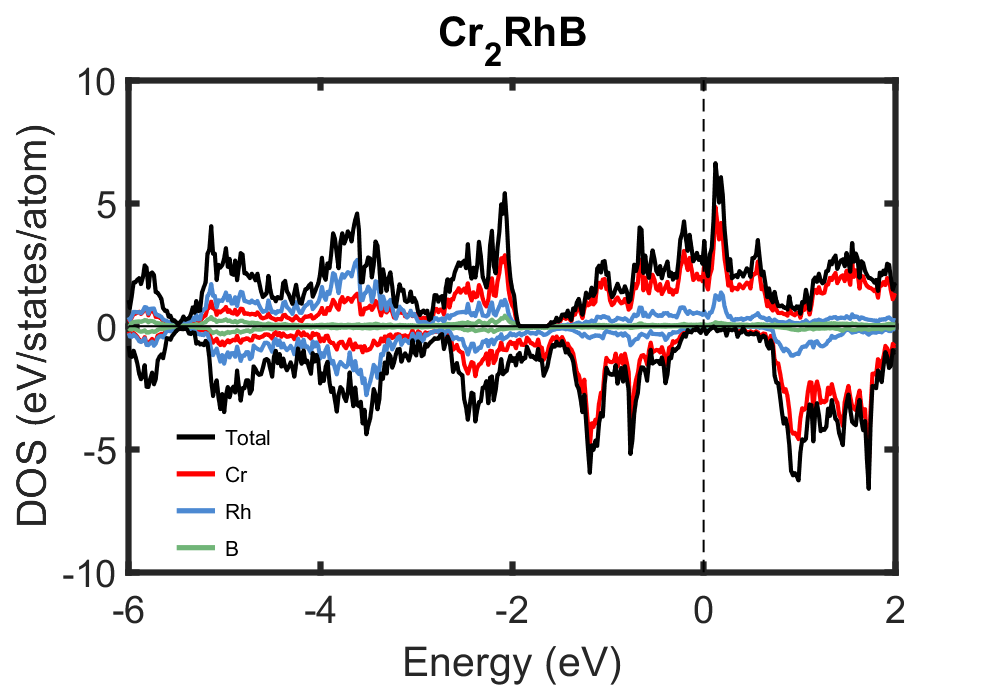 Cr2RhB
DOS (eV/states/atom)
10
5
0
-5
-10
Total
Cr
Rh
B
-6 -4 -2 0 2
Energy (eV)